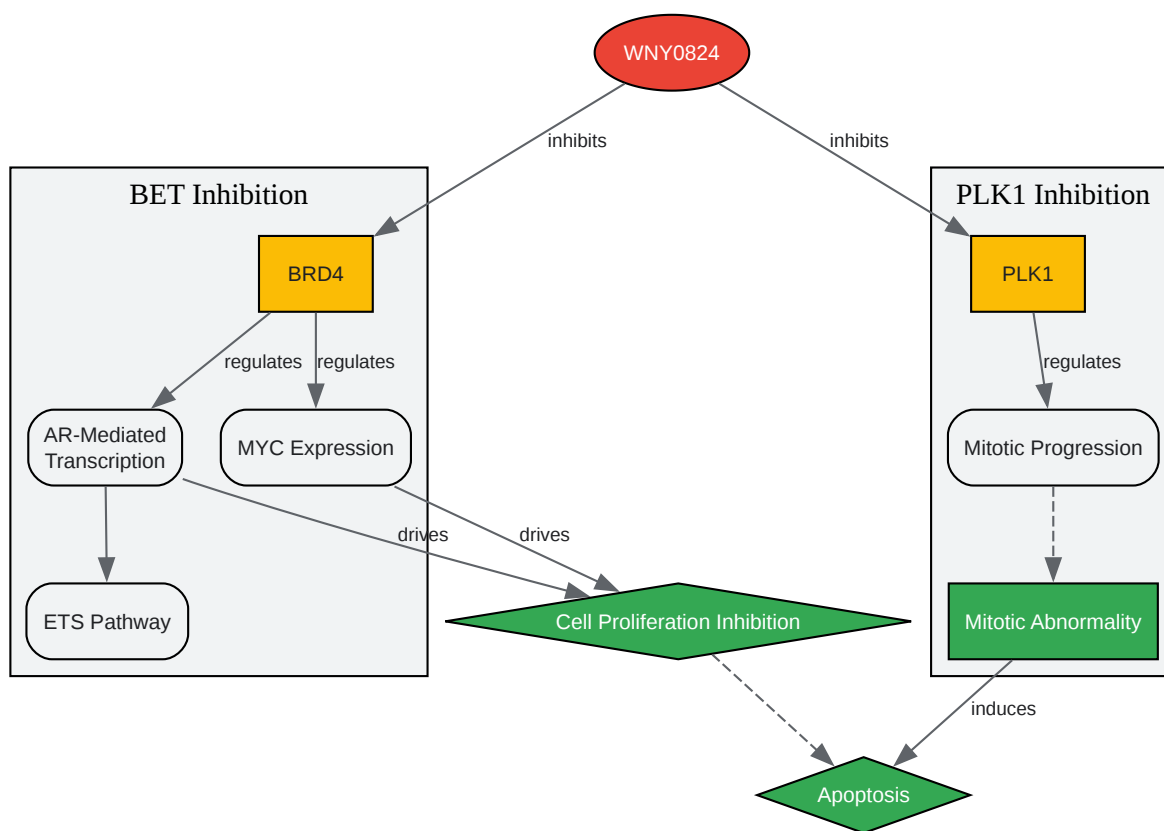 WNY0824
inhibits
inhibits
BET Inhibition
PLK1 Inhibition
BRD4
PLK1
regulates
regulates
regulates
AR-Mediated
Transcription
MYC Expression
Mitotic Progression
drives
drives
ETS Pathway
Cell Proliferation Inhibition
Mitotic Abnormality
induces
Apoptosis